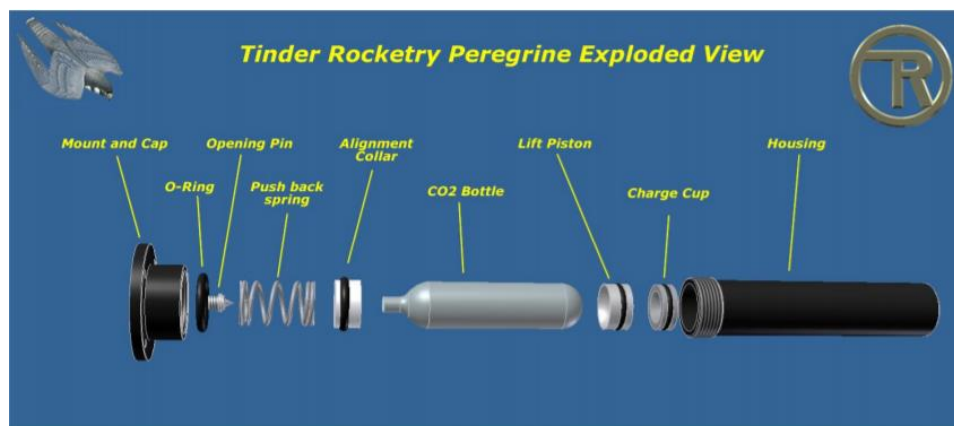 Tinder Rocketry Peregrine Exploded View
TR
Mount and Cap
Opening Pin
Alignment
Collar
Lift Piston
Housing
O-Ring
Push back
spring
CO2 Bottle
Charge Cup